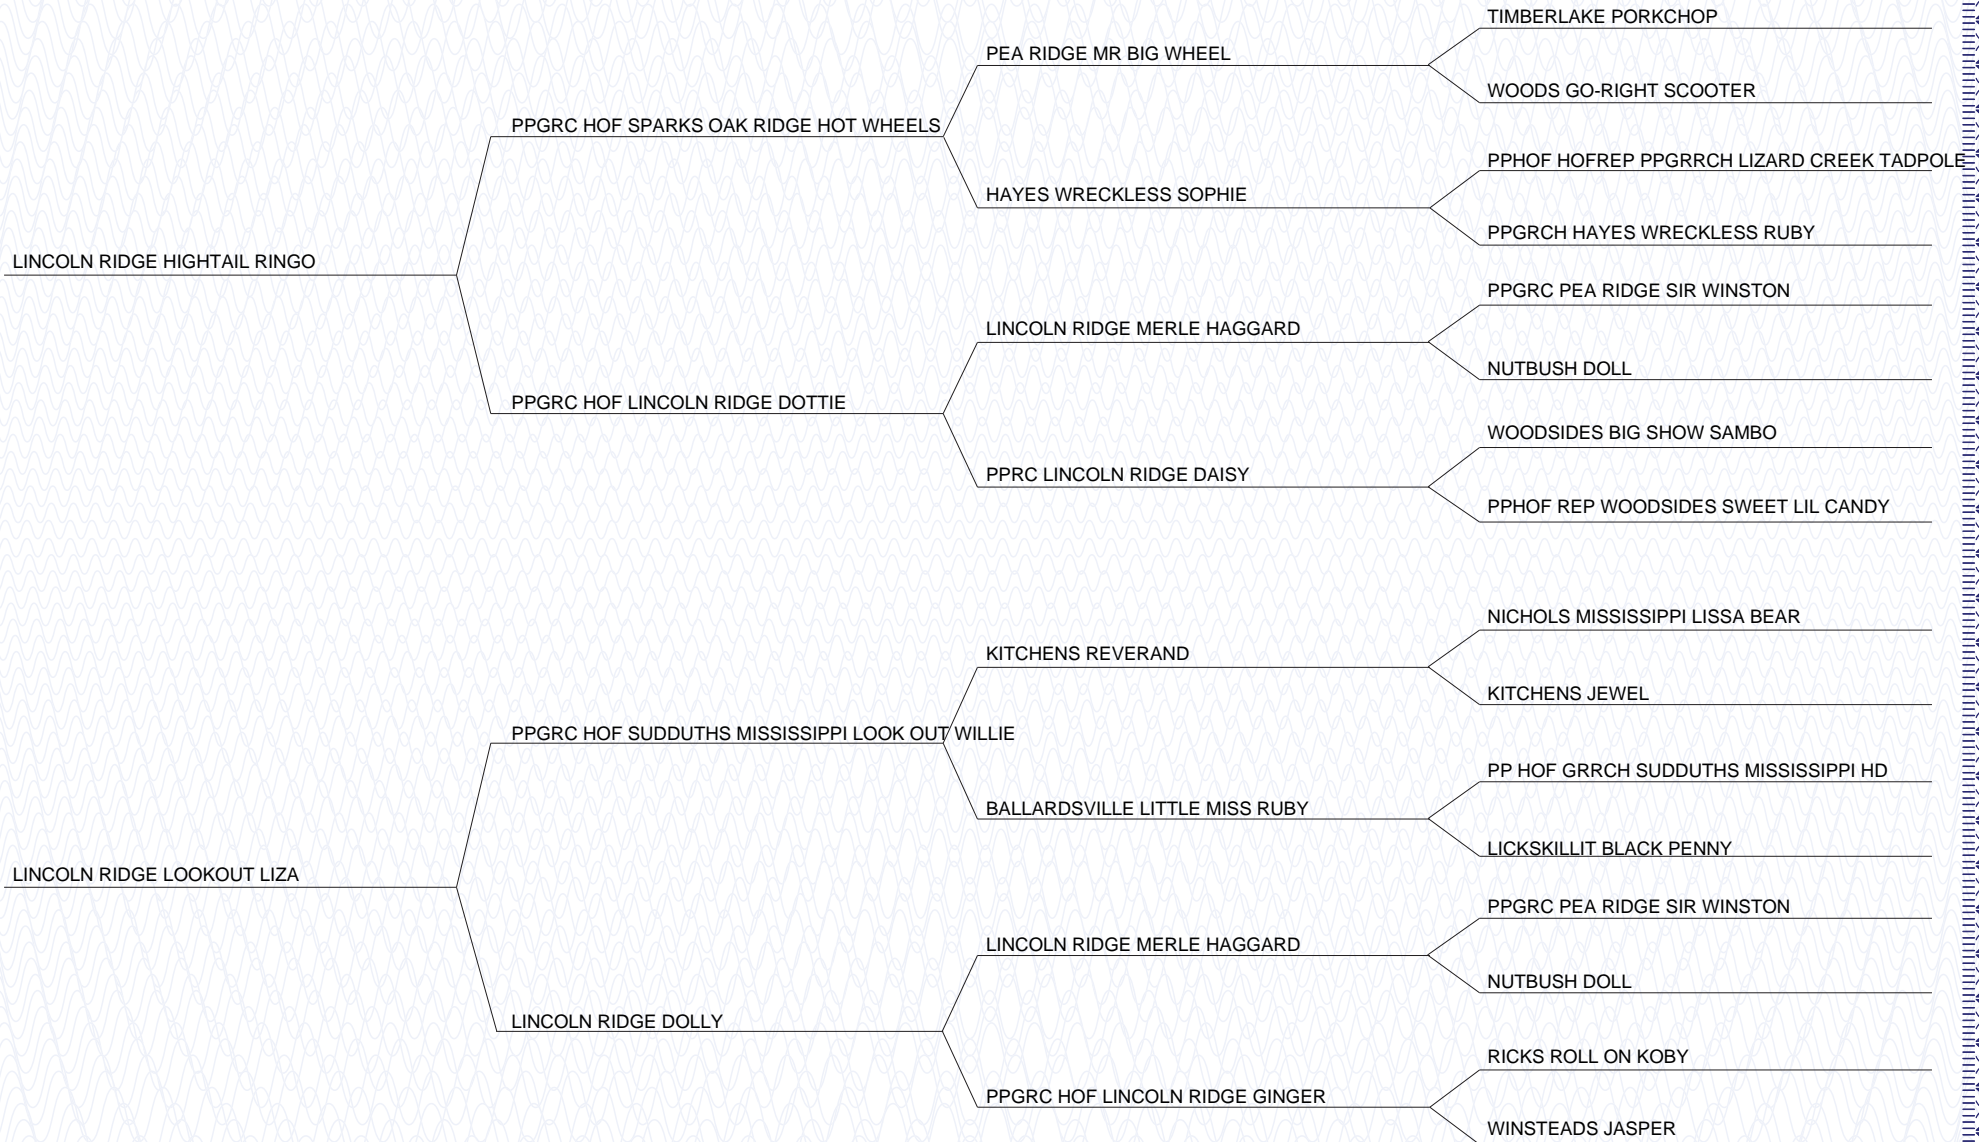 TIMBERLAKE PORKCHOP
PEA RIDGE MR BIG WHEEL
WOODS GO-RIGHT SCOOTER
PPGRC HOF SPARKS OAK RIDGE HOT WHEELS
PPHOF HOFREP PPGRRCH LIZARD CREEK TADPOLE
HAYES WRECKLESS SOPHIE
PPGRCH HAYES WRECKLESS RUBY
LINCOLN RIDGE HIGHTAIL RINGO
PPGRC PEA RIDGE SIR WINSTON
LINCOLN RIDGE MERLE HAGGARD
NUTBUSH DOLL
PPGRC HOF LINCOLN RIDGE DOTTIE
WOODSIDES BIG SHOW SAMBO
PPRC LINCOLN RIDGE DAISY
PPHOF REP WOODSIDES SWEET LIL CANDY
NICHOLS MISSISSIPPI LISSA BEAR
KITCHENS REVERAND
KITCHENS JEWEL
PPGRC HOF SUDDUTHS MISSISSIPPI LOOK OUT WILLIE
PP HOF GRRCH SUDDUTHS MISSISSIPPI HD
BALLARDSVILLE LITTLE MISS RUBY
LICKSKILLIT BLACK PENNY
LINCOLN RIDGE LOOKOUT LIZA
PPGRC PEA RIDGE SIR WINSTON
LINCOLN RIDGE MERLE HAGGARD
NUTBUSH DOLL
LINCOLN RIDGE DOLLY
RICKS ROLL ON KOBY
PPGRC HOF LINCOLN RIDGE GINGER
WINSTEADS JASPER